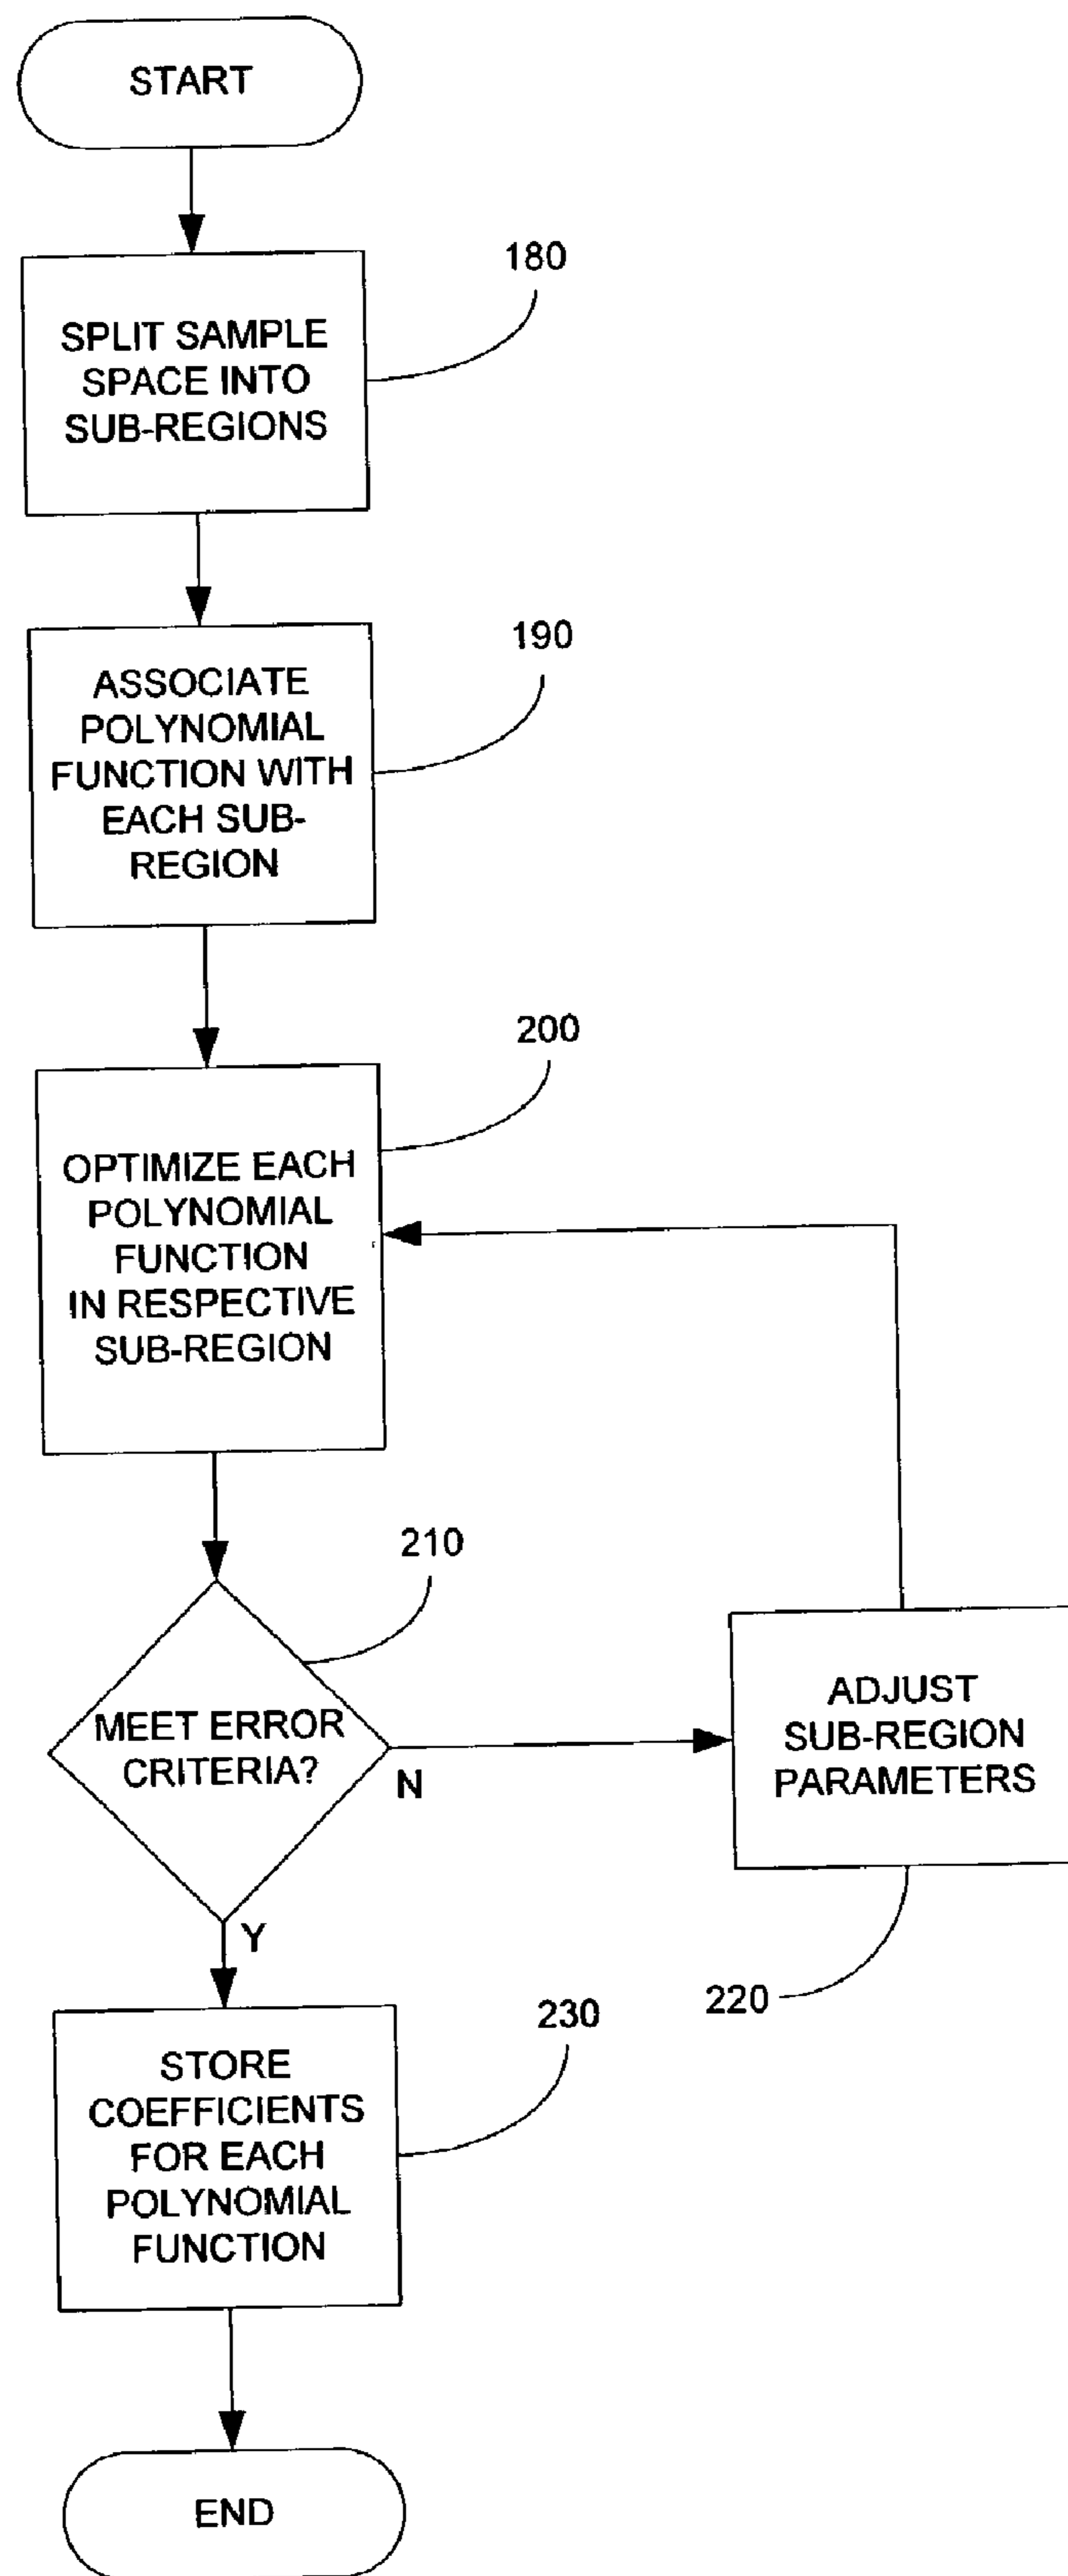 START
180
SPLIT SAMPLE
SPACE INTO
SUB-REGIONS
190
ASSOCIATE
POLYNOMIAL
FUNCTION WITH
EACH SUB-
REGION
200
OPTIMIZE EACH
POLYNOMIAL
FUNCTION
IN RESPECTIVE
SUB-REGION
210
MEET ERROR
CRITERIA?
N
ADJUST
SUB-REGION
PARAMETERS
220
Y
230
STORE
COEFFICIENTS
FOR EACH
POLYNOMIAL
FUNCTION
END